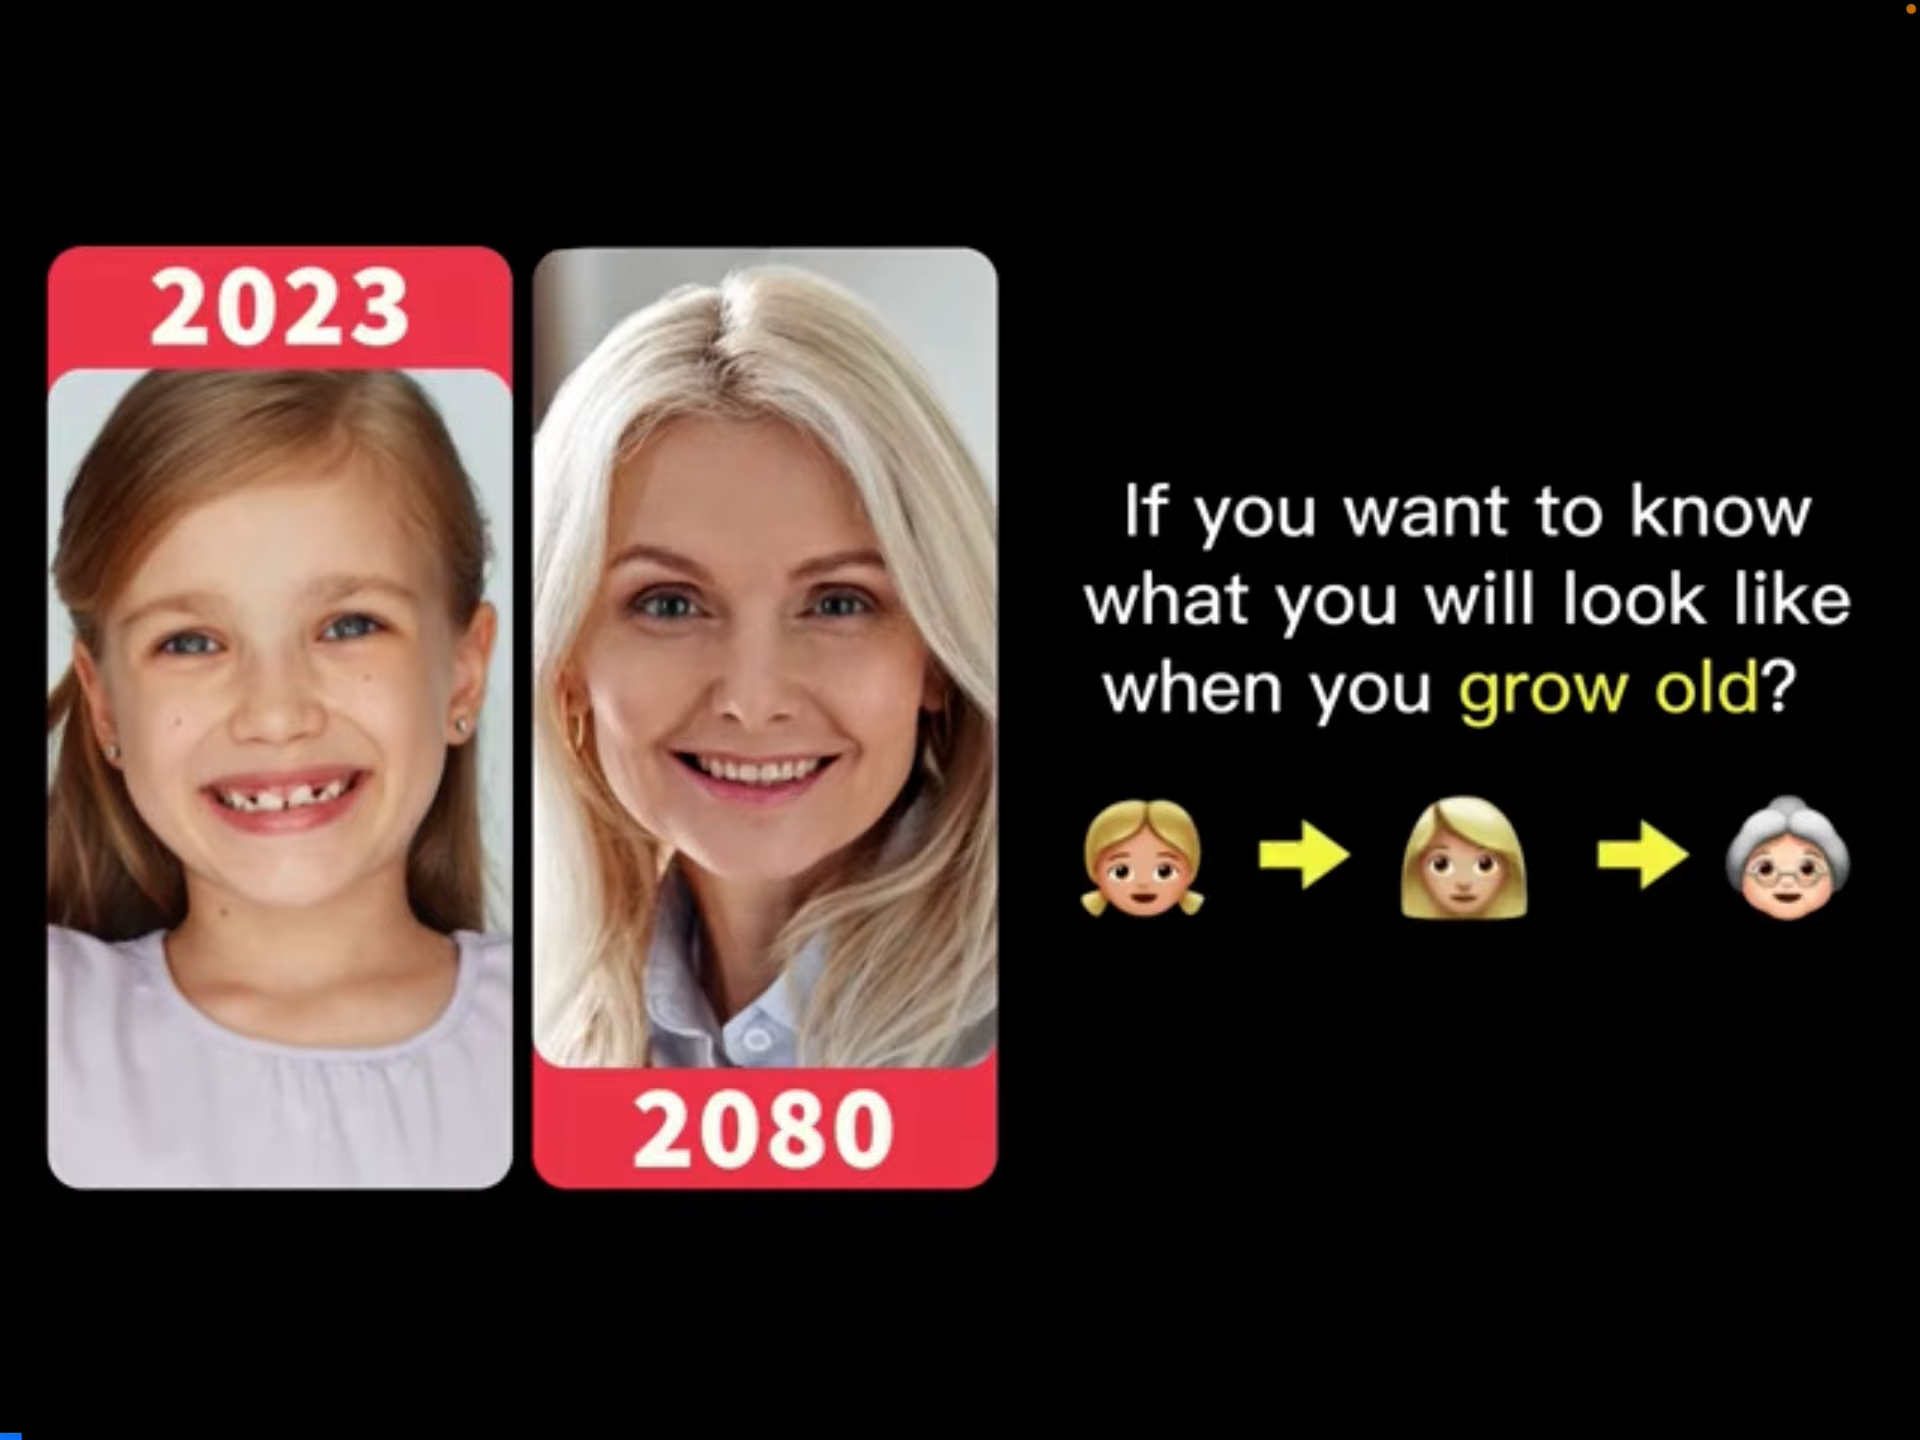 2023
2080
If you want to know
what you will look like
when you grow old?